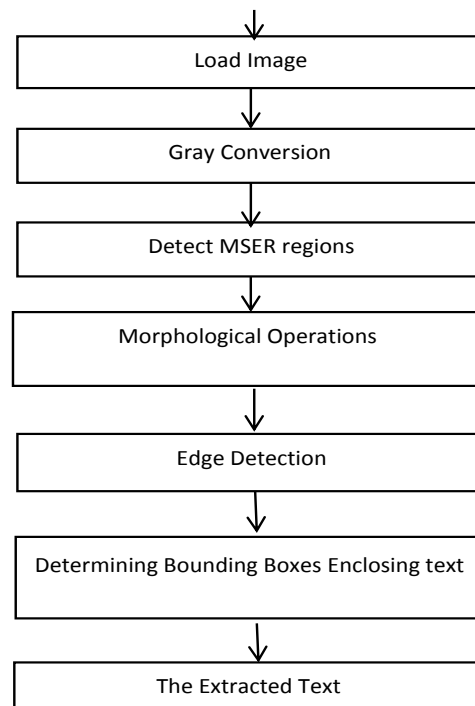 Load Image
Gray Conversion
Detect MSER regions
Morphological Operations
Edge Detection
Determining Bounding Boxes Enclosing text
The Extracted Text